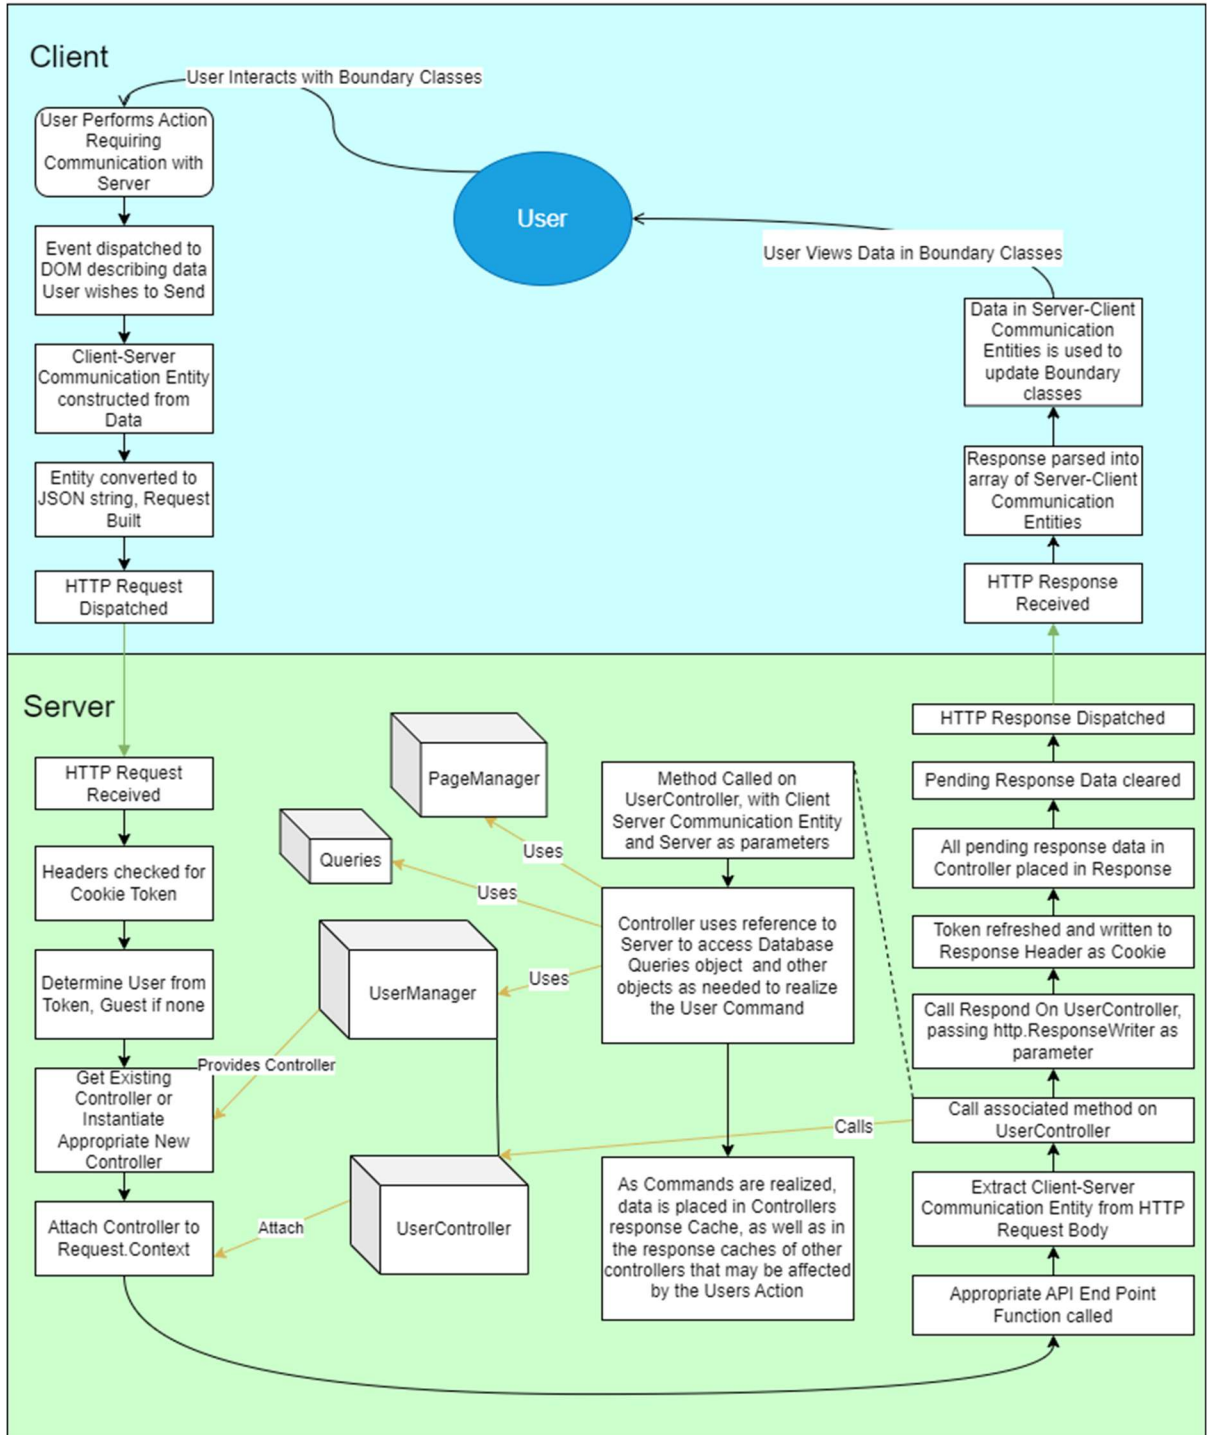 Client
User Interacts with Boundary Classes
User Performs Action
Requiring
Communication with
Server
Event dispatched to
DOM describing data
User wishes to Send
Client-Server
Communication Entity
constructed from
Data
Entity converted to
JSON string, Request
Built
HTTP Request
Dispatched
User
User Views Data in Boundary Classes
Data in Server-Client
Communication
Entities is used to
update Boundary
classes
Response parsed into
array of Server-Client
Communication
Entities
HTTP Response
Received
Server
HTTP Request
Received
Headers checked for
Cookie Token
Determine User from
Token, Guest if none
Get Existing
Controller or
Instantiate
Appropriate New
Controller
Attach Controller to
Request.Context
Provides Controller
Attach
PageManager
Queries
UserManager
UserController
Uses
Uses
Uses
Calls
Method Called on
UserController, with Client
Server Communication Entity
and Server as parameters
Controller uses reference to
Server to access Database
Queries object and other
objects as needed to realize
the User Command
As Commands are realized,
data is placed in Controllers
response Cache, as well as in
the response caches of other
controllers that may be affected
by the Users Action
HTTP Response Dispatched
Pending Response Data cleared
All pending response data in
Controller placed in Response
Token refreshed and written to
Response Header as Cookie
Call Respond On UserController,
passing http.ResponseWriter as
parameter
Call associated method on
UserController
Extract Client-Server
Communication Entity from HTTP
Request Body
Appropriate API End Point
Function called